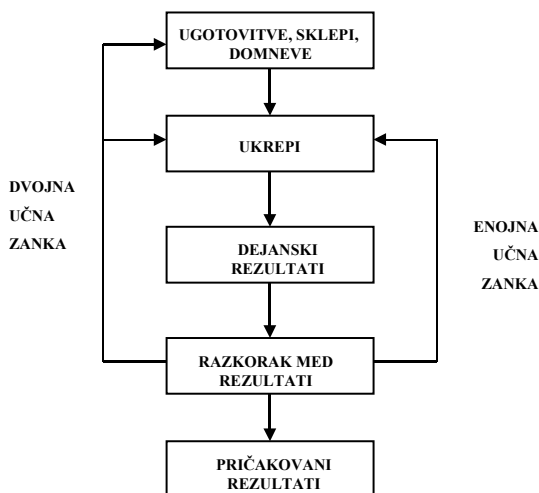 UGOTOVITVE, SKLEPI,
DOMNEVE
UKREPI
DVOJNA
UČNA
ZANKA
DEJANSKI
REZULTATI
ENOJNA
UČNA
ZANKA
RAZKORAK MED
REZULTATI
PRIČAKOVANI
REZULTATI